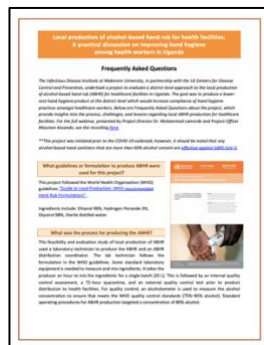 Local production of alcohol-based hand rub for health facilities:
A practical discussion on improving hand hygiene
among health workers in Uganda
Frequently Asked Questions
The Infectious Disease Institute at Makerere University, in partnership with the US Centers for Disease
Control and Prevention, undertook a project to evaluate a district-level approach to the local production
of alcohol-based hand rub (ABHR) for healthcare facilities in Uganda. The goal was to produce a lower-
cost hand hygiene product at the district level which would increase compliance of hand hygiene
practices amongst healthcare workers. Below are Frequently Asked Questions about the project, which
provide insights into the process, challenges, and lessons regarding local ABHR production for healthcare
facilities. For the full webinar, presented by Project Director Dr. Mohammed Lamorde and Project Officer
Maureen Kesande, see the recording here.
***This project was initiated prior to the COVID-19 outbreak, however, it should be noted that any
alcohol-based hand sanitizers that are more than 60% alcohol content are effective against SARS-CoV-2.
What guidelines or formulation to produce ABHR were
used for this project?
This project followed the World Health Organization (WHO)
guidelines "Guide to Local Production: WHO-recommended
Hand Rub Formulations".
Ingredients include: Ethanol 96%, Hydrogen Peroxide 3%,
Glycerol 98%, Sterile distilled water
What was the process for producing the ABHR?
This feasibility and evaluation study of local production of ABHR
used a laboratory technician to produce the ABHR and an ABHR
distribution coordinator. The lab technician follows the
formulation in the WHO guidelines. Some standard laboratory
equipment is needed to measure and mix ingredients. It takes the
producer an hour to mix the ingredients for a single batch (20 L). This is followed by an internal quality
control assessment, a 72-hour quarantine, and an external quality control test prior to product
distribution to health facilities. For quality control, an alcoholmeter is used to measure the alcohol
concentration to ensure that meets the WHO quality control standards (75%-85% alcohol). Standard
operating procedures for ABHR production targeted a concentration of 80% alcohol.